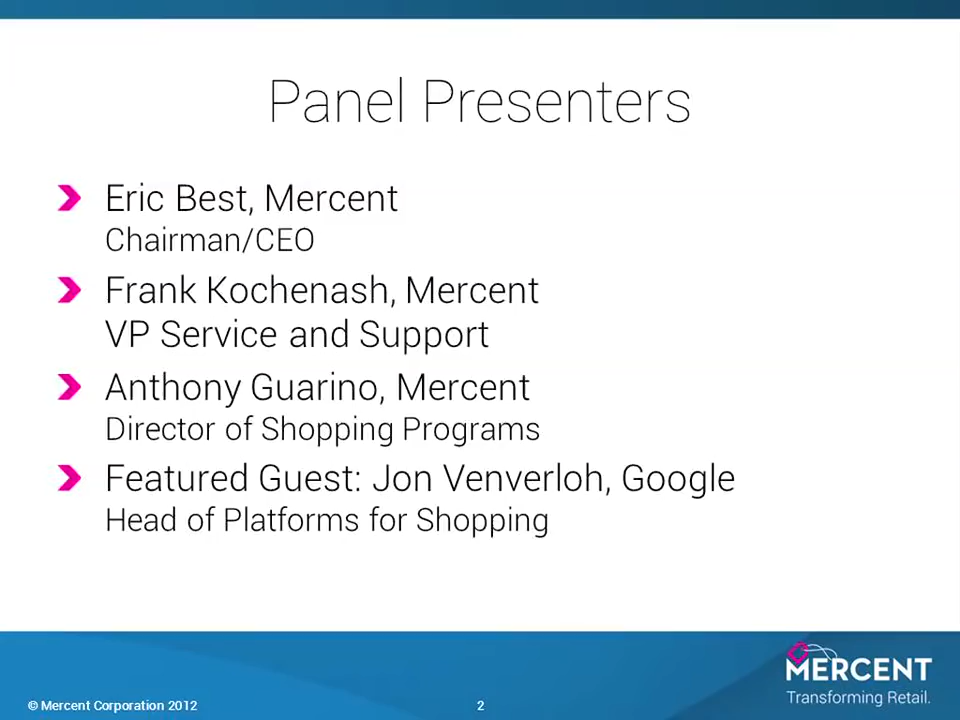 Panel Presenters
Eric Best, Mercent
Chairman/CEO
Frank Kochenash, Mercent
VP Service and Support
Anthony Guarino, Mercent
Director of Shopping Programs
Featured Guest: Jon Venverloh, Google
Head of Platforms for Shopping
MERCENT
Transforming Retail.
© Mercent Corporation 2012
2